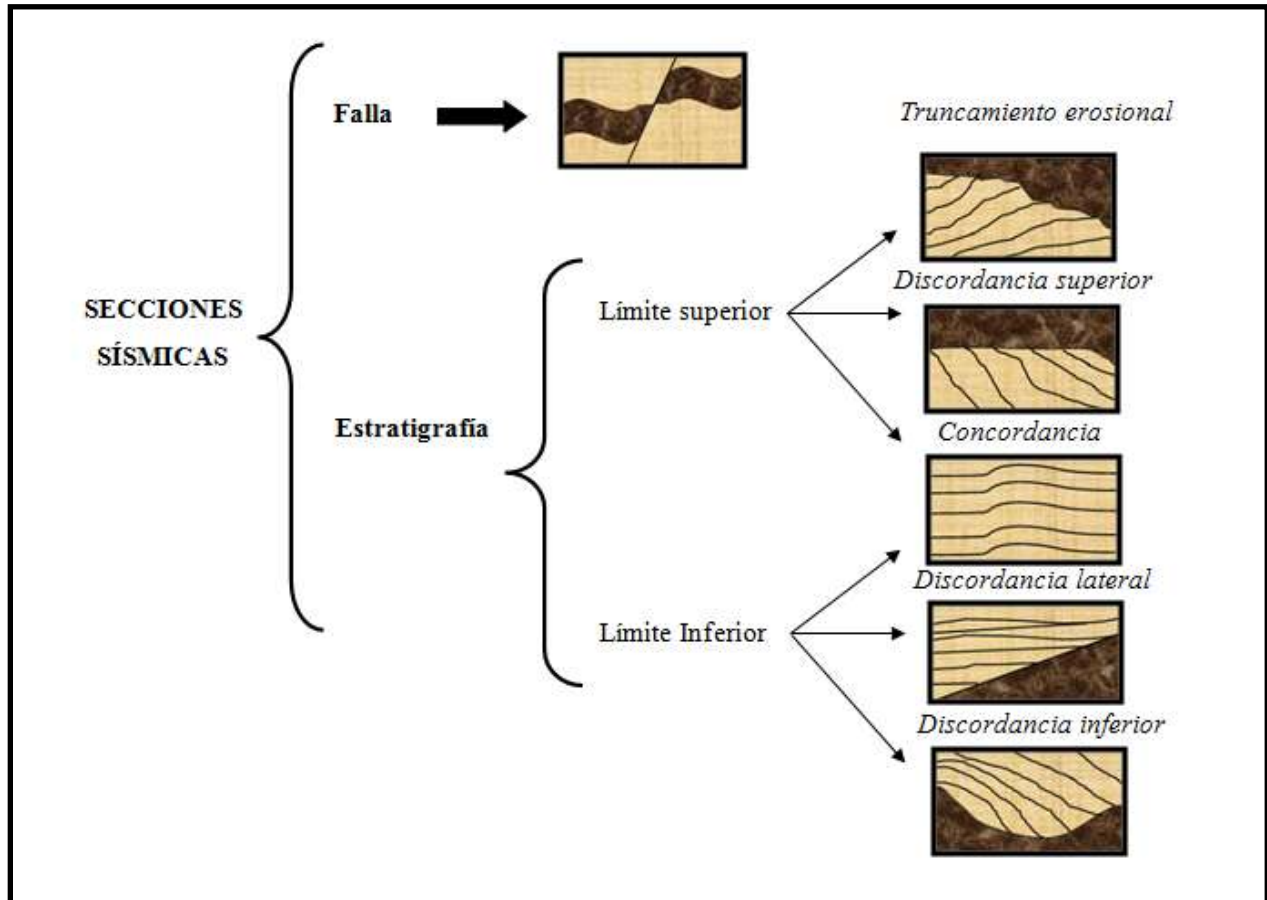 Falla
Truncamiento erosional
Discordancia superior
SECCIONES
SÍSMICAS
Límite superior
Estratigrafía
Concordancia
Discordancia lateral
Límite Inferior
Discordancia inferior